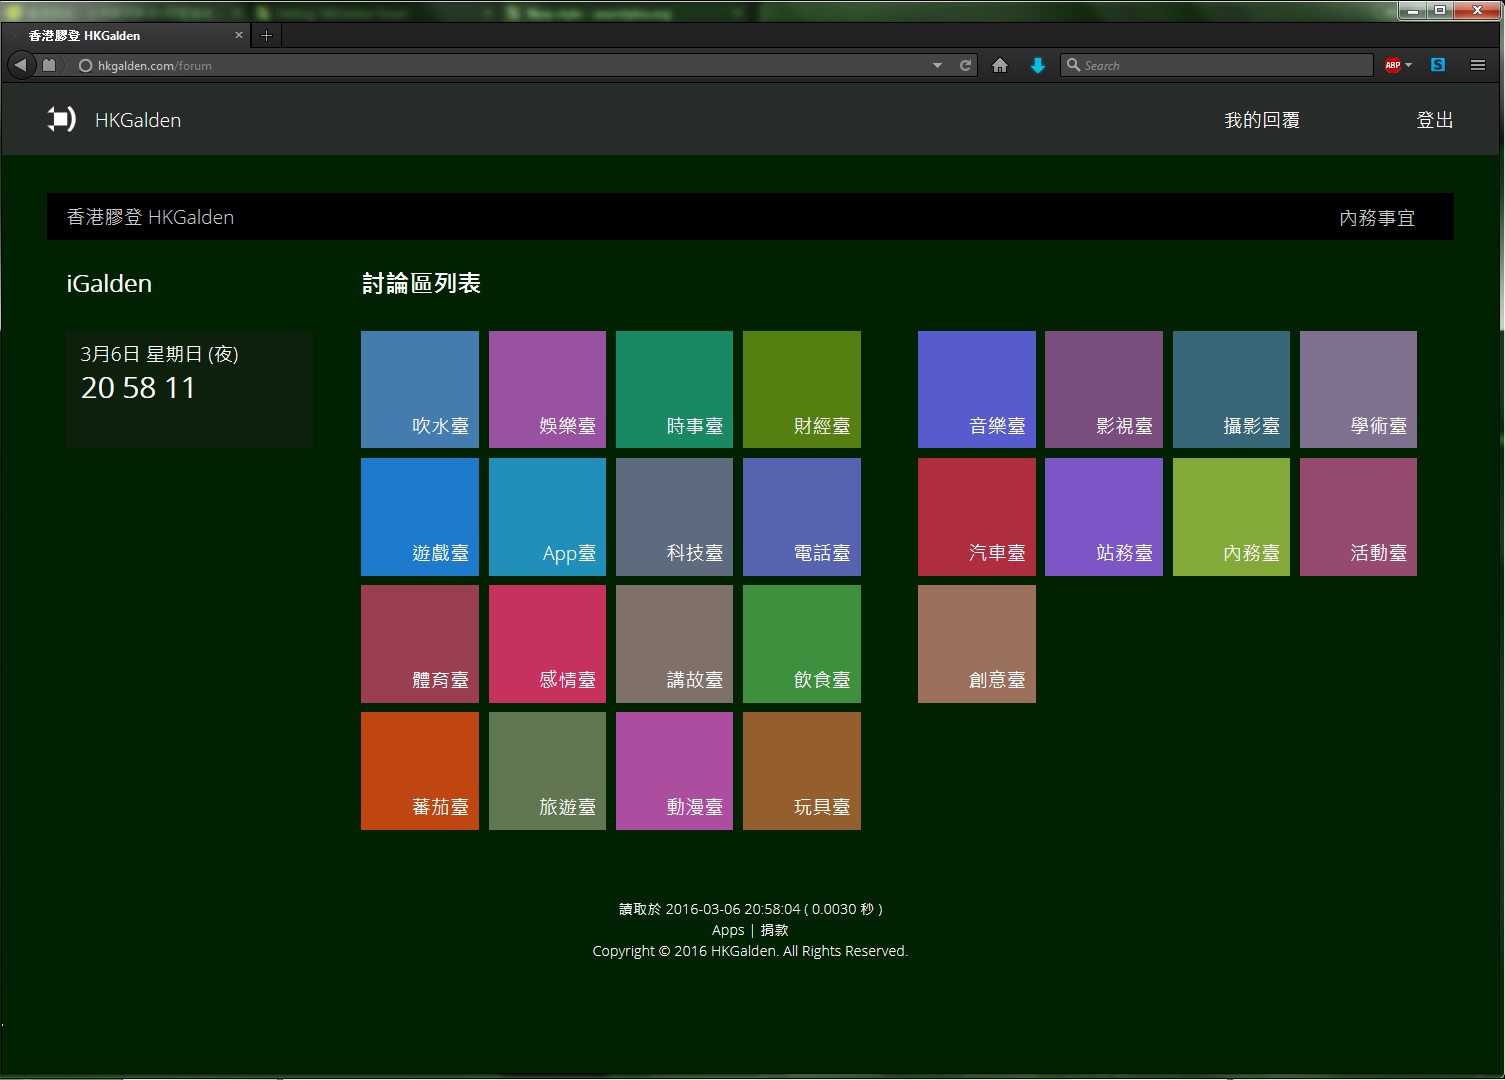 香港膠登 HKGalden
hkgalden.com/forum
Search
ABP
S
HKGalden
我的回覆
登出
香港膠登 HKGalden
內務事宜
iGalden
討論區列表
3月6日 星期日 (夜)
20 58 11
吹水臺 娛樂臺 時事臺 財經臺 音樂臺 影視臺 攝影臺 學術臺
遊戲臺 App臺 科技臺 電話臺 汽車臺 站務臺 內務臺 活動臺
體育臺 感情臺 講故臺 飲食臺 創意臺
蕃茄臺 旅遊臺 動漫臺 玩具臺
讀取於 2016-03-06 20:58:04 ( 0.0030 秒 )
Apps | 捐款
Copyright © 2016 HKGalden. All Rights Reserved.